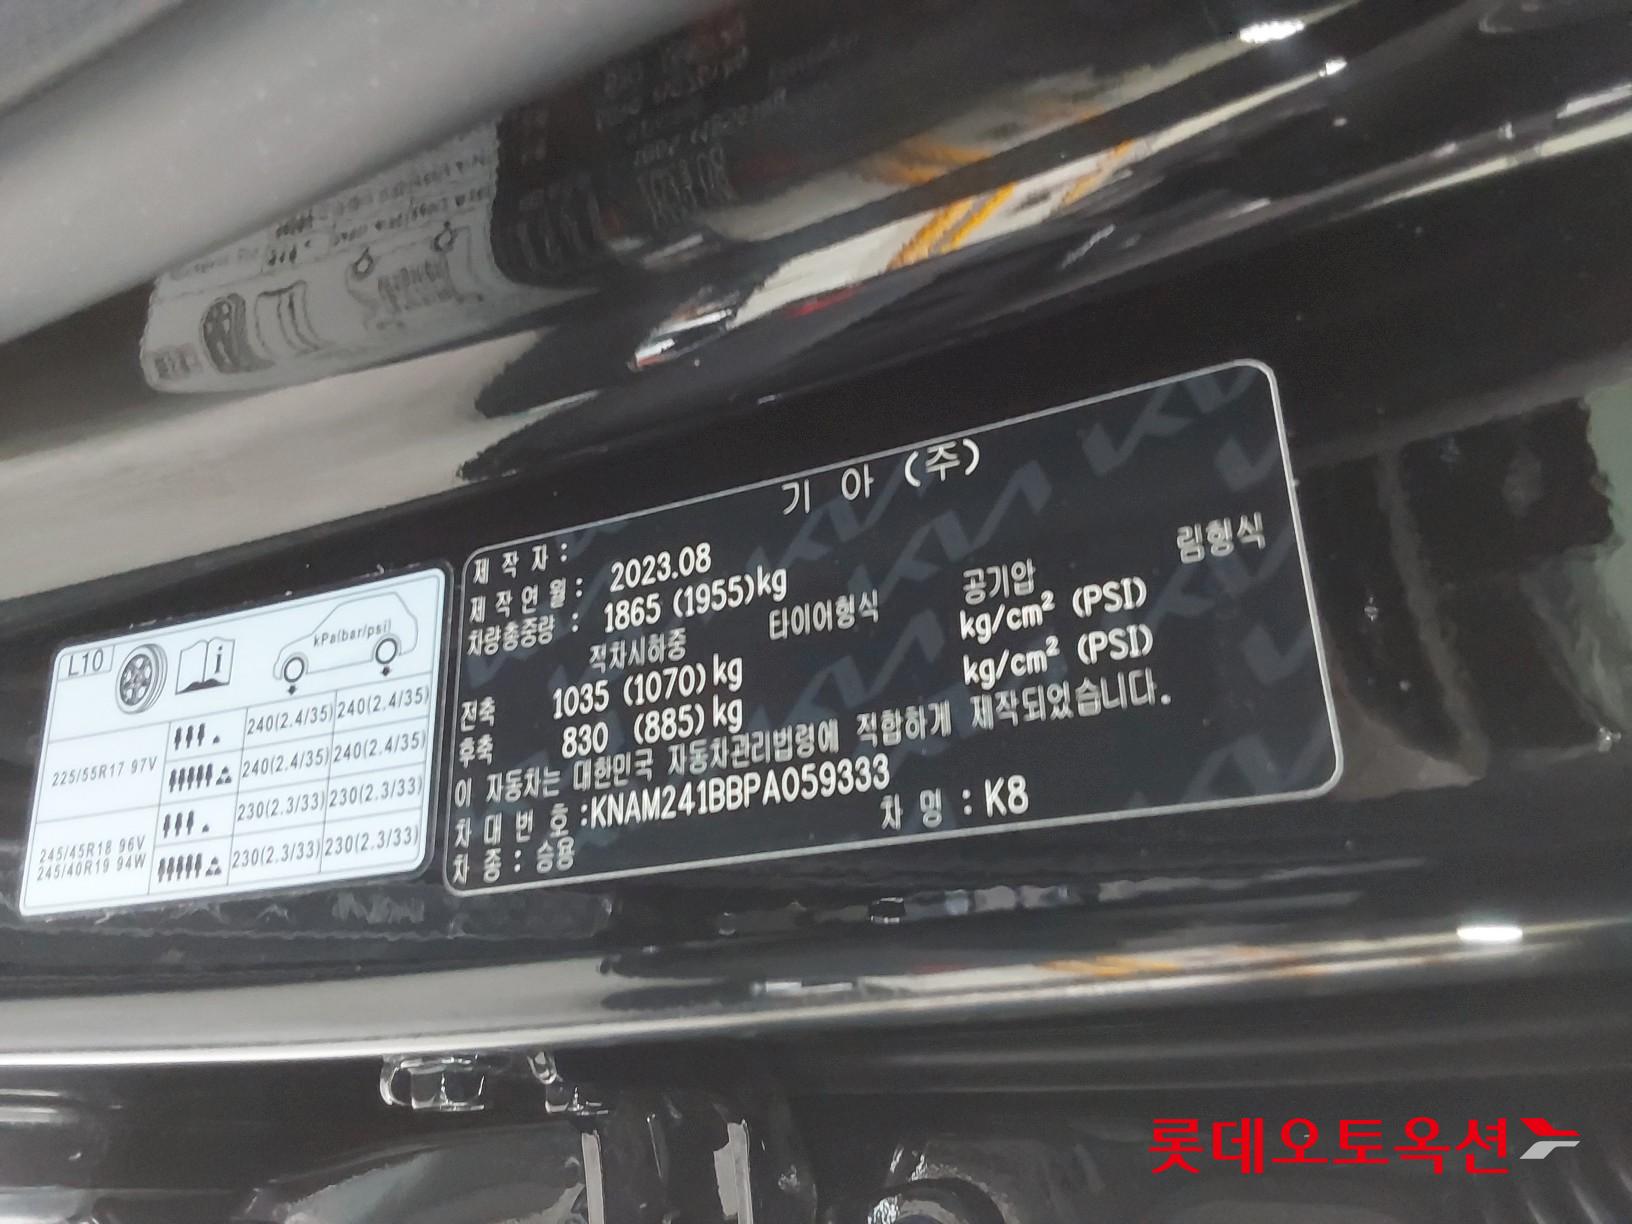 기 아 (주)
제 작 자 :
제 작 연 월 : 2023.08
차량총중량 : 1865 (1955)kg
적차시하중 타이어형식 공기압 림형식
전축 1035 (1070)kg kg/cm² (PSI)
후축 830 (885)kg kg/cm² (PSI)
이 자동차는 대한민국 자동차관리법령에 적합하게 제작되었습니다.
차 대 번 호 :KNAM241BBPA059333
차 종 : 승용 차 명 : K8
L10 i kPa(bar/psi)
225/55R17 97V 240(2.4/35) 240(2.4/35)
240(2.4/35) 240(2.4/35)
245/45R18 96V 230(2.3/33) 230(2.3/33)
245/40R19 94W 230(2.3/33) 230(2.3/33)
롯데오토옥션